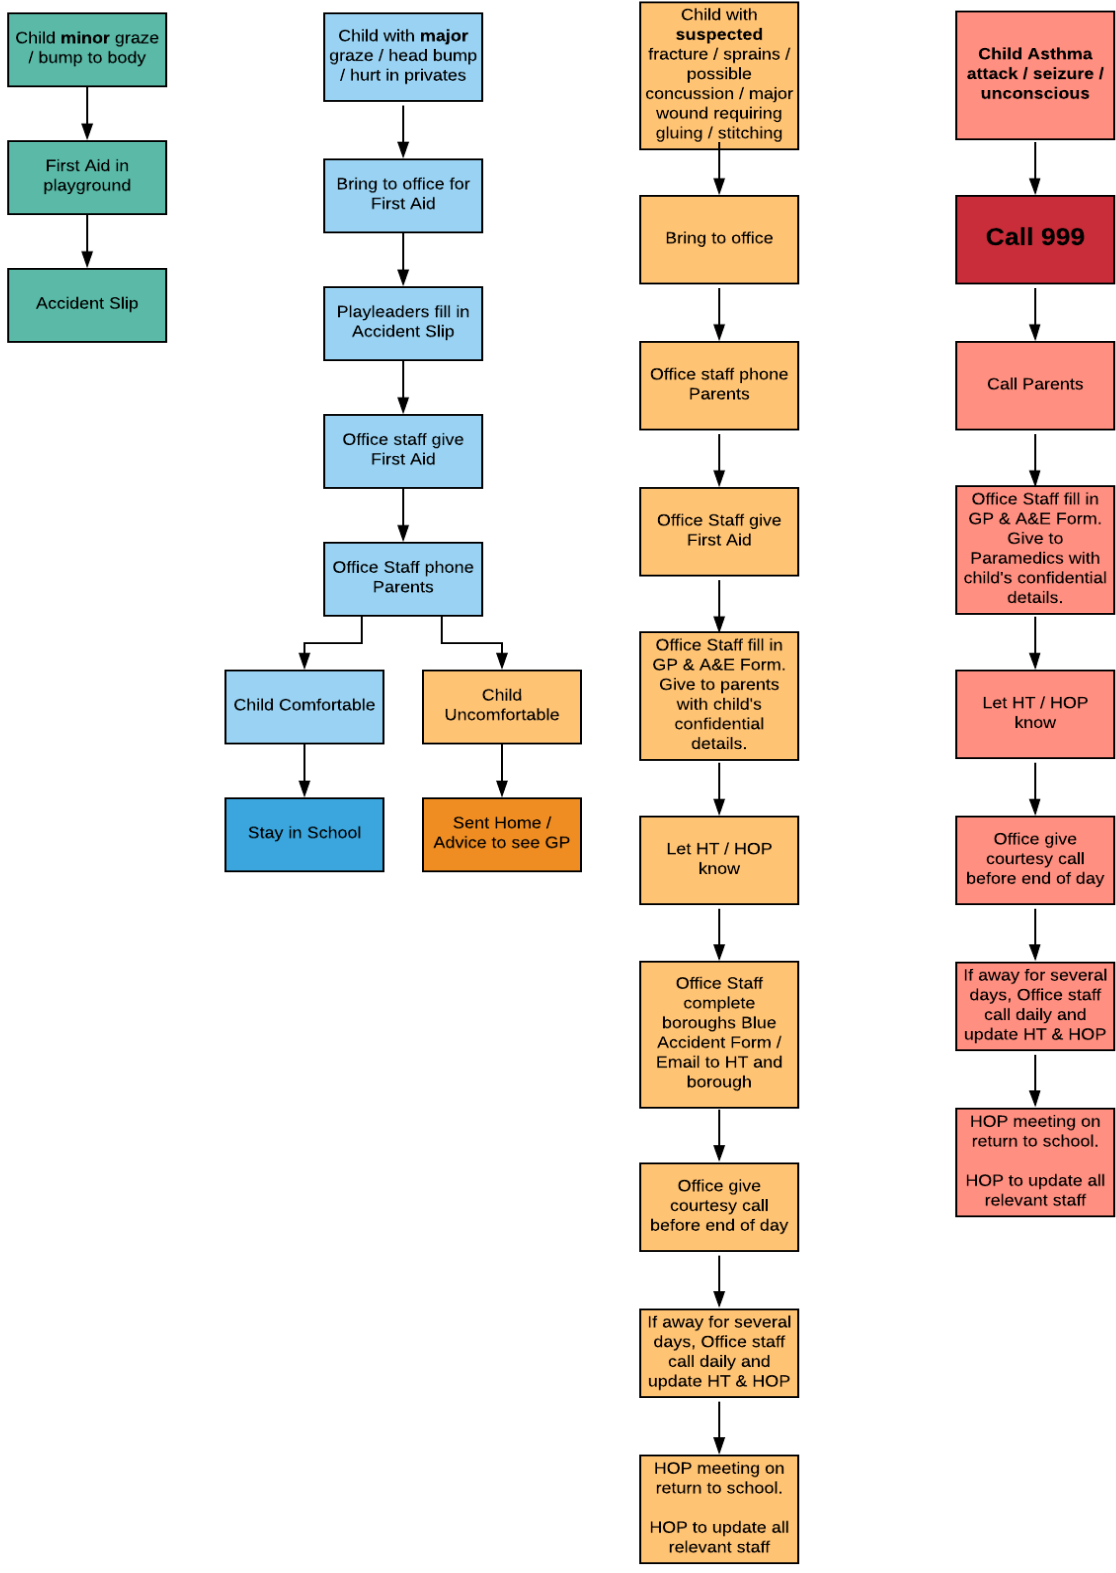 Child minor graze
/ bump to body
First Aid in
playground
Accident Slip
Child with major
graze / head bump
/ hurt in privates
Bring to office for
First Aid
Playleaders fill in
Accident Slip
Office staff give
First Aid
Office Staff phone
Parents
Child Comfortable
Stay in School
Child
Uncomfortable
Sent Home /
Advice to see GP
Child with
suspected
fracture / sprains /
possible
concussion / major
wound requiring
gluing / stitching
Bring to office
Office staff phone
Parents
Office Staff give
First Aid
Office Staff fill in
GP & A&E Form.
Give to parents
with child's
confidential
details.
Let HT / HOP
know
Office Staff
complete
boroughs Blue
Accident Form /
Email to HT and
borough
Office give
courtesy call
before end of day
If away for several
days, Office staff
call daily and
update HT & HOP
HOP meeting on
return to school.
HOP to update all
relevant staff
Child Asthma
attack / seizure /
unconscious
Call 999
Call Parents
Office Staff fill in
GP & A&E Form.
Give to
Paramedics with
child's confidential
details.
Let HT / HOP
know
Office give
courtesy call
before end of day
If away for several
days, Office staff
call daily and
update HT & HOP
HOP meeting on
return to school.
HOP to update all
relevant staff